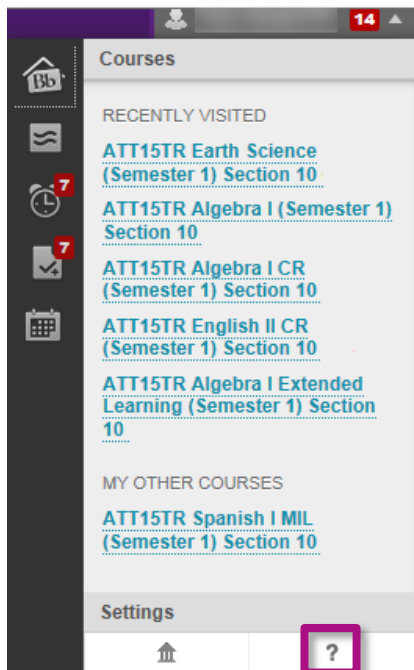 14
Courses
Bb
RECENTLY VISITED
ATT15TR Earth Science
(Semester 1) Section 10
7
ATT15TR Algebra I (Semester 1)
Section 10
7
ATT15TR Algebra I CR
(Semester 1) Section 10
ATT15TR English II CR
(Semester 1) Section 10
ATT15TR Algebra I Extended
Learning (Semester 1) Section
10
MY OTHER COURSES
ATT15TR Spanish I MIL
(Semester 1) Section 10
Settings
?